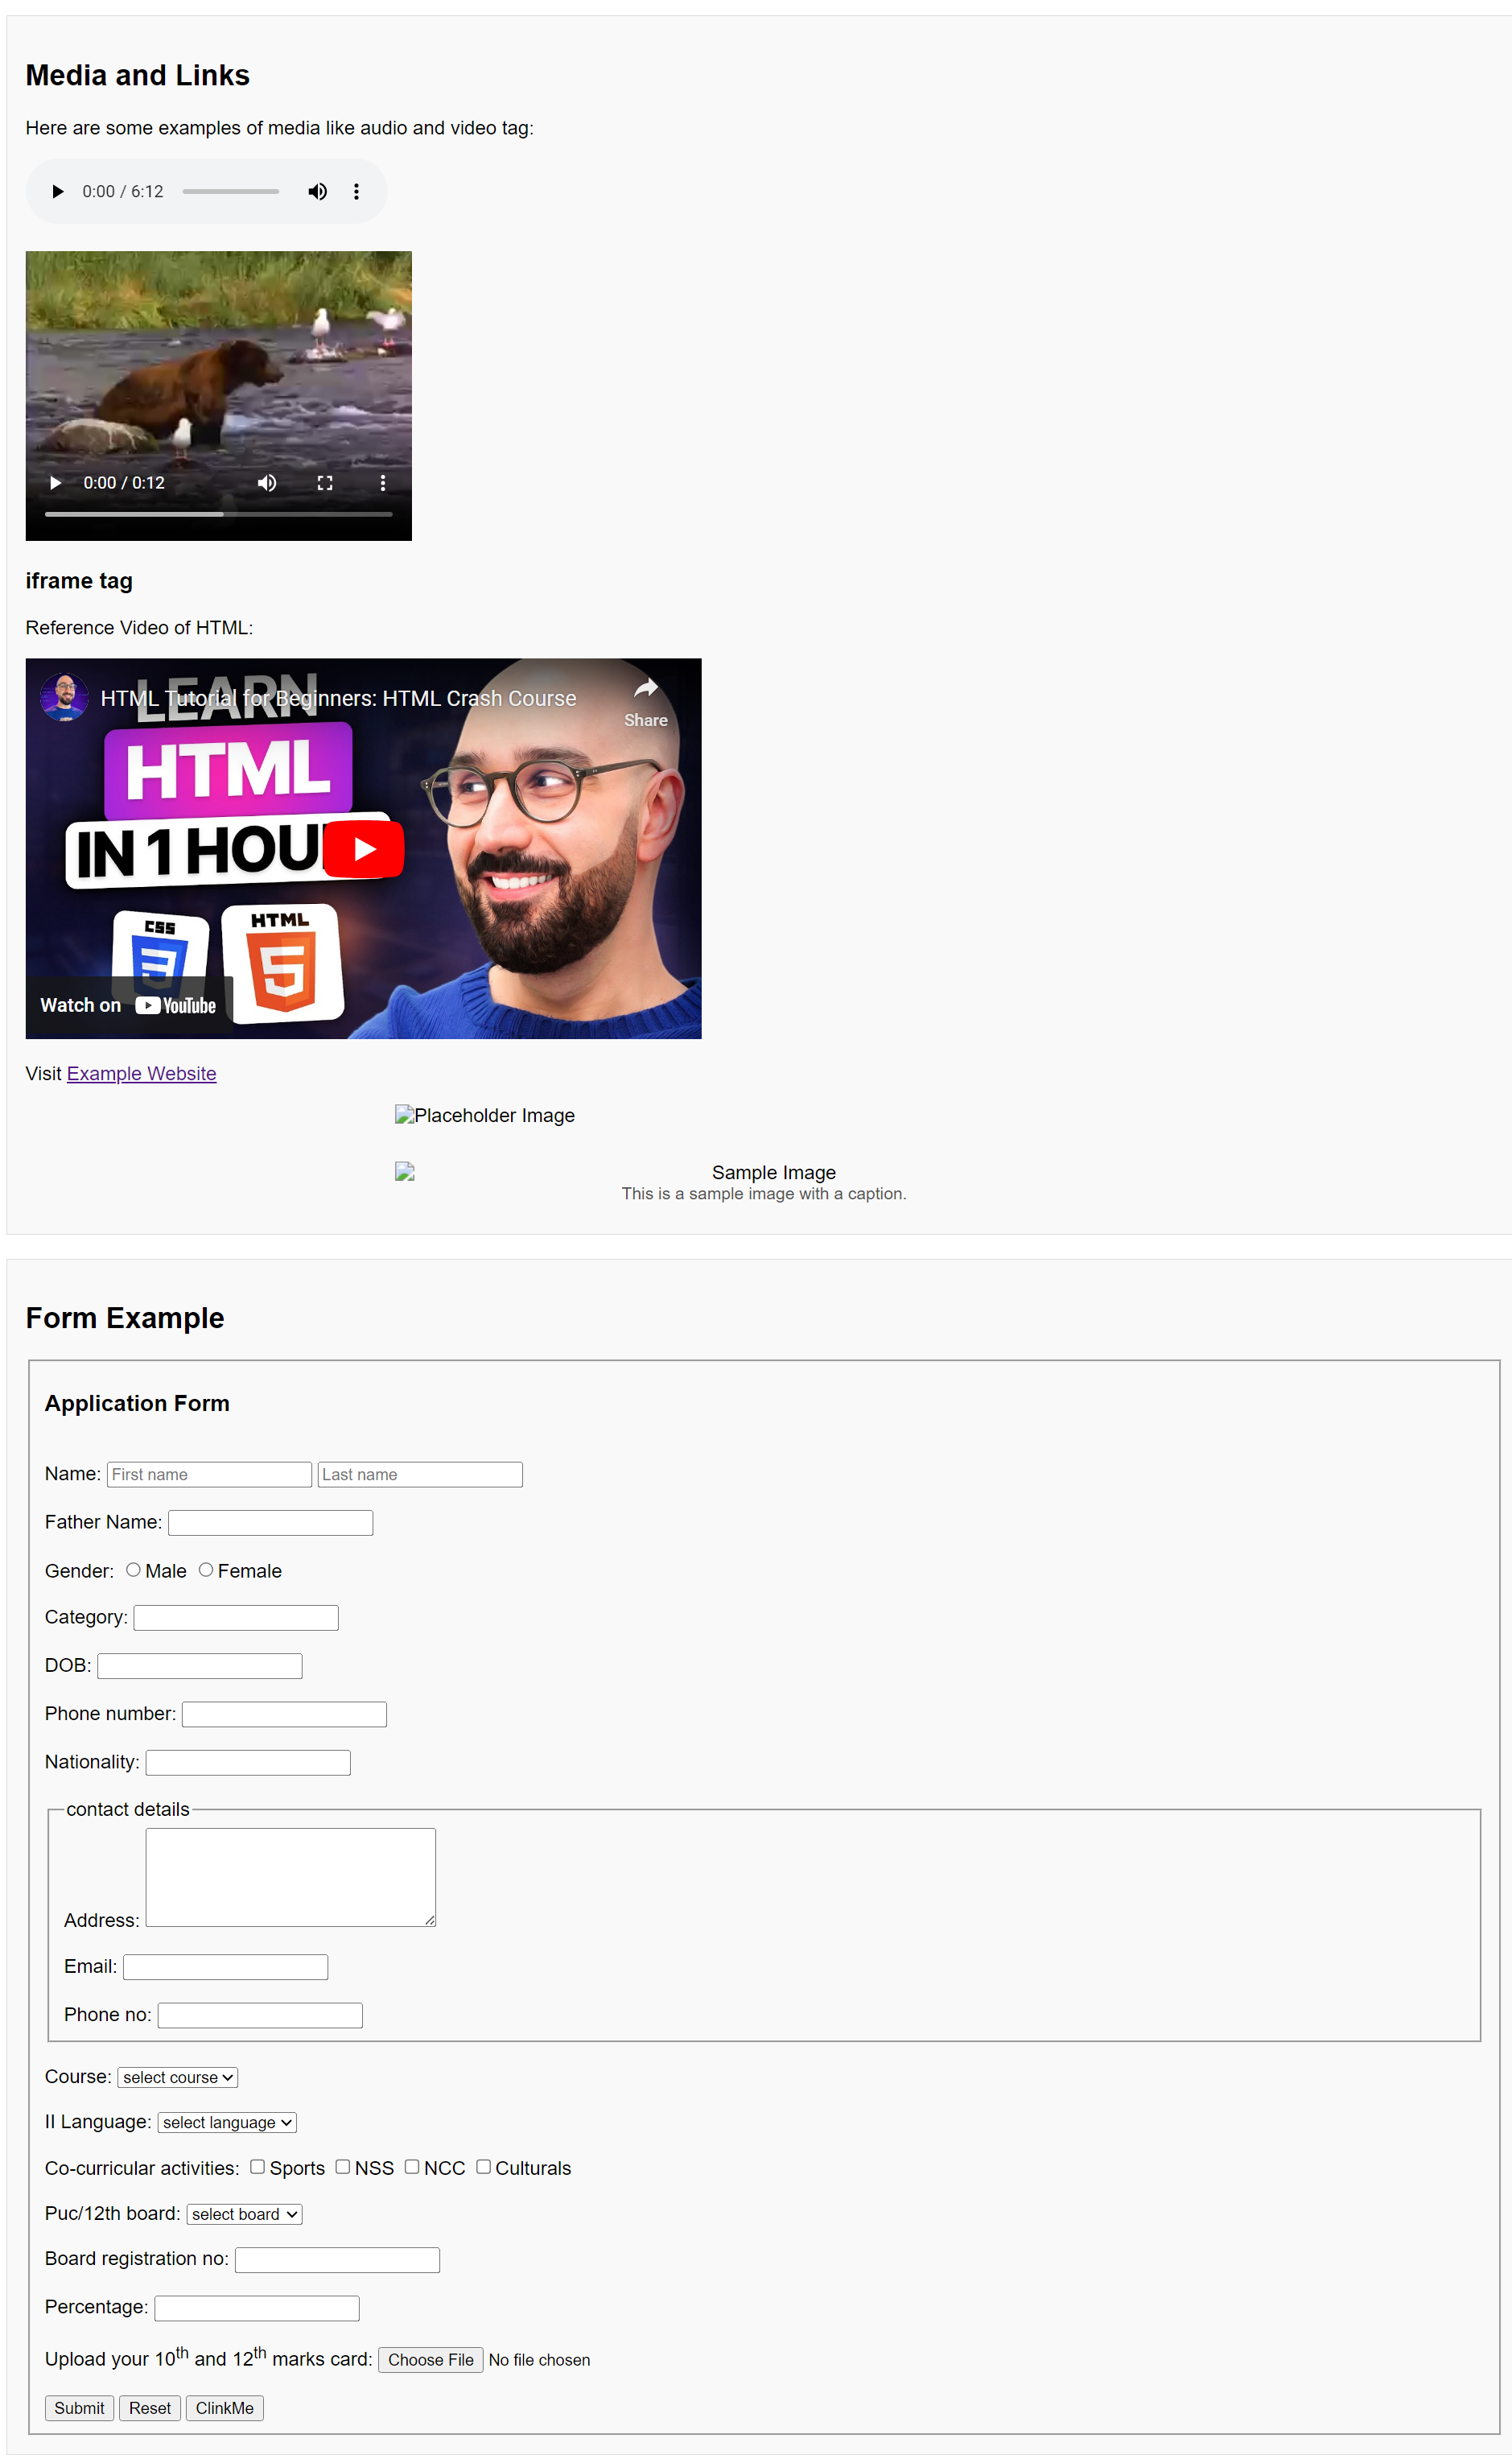 Media and Links
Here are some examples of media like audio and video tag:
0:00 / 6:12
0:00 / 0:12
iframe tag
Reference Video of HTML:
HTML Tutorial for Beginners: HTML Crash Course
Share
LEARN
HTML
IN 1 HOUR
CSS
HTML
Watch on YouTube
Visit Example Website
Placeholder Image
Sample Image
This is a sample image with a caption.
Form Example
Application Form
Name: First name Last name
Father Name:
Gender: Male Female
Category:
DOB:
Phone number:
Nationality:
contact details
Address:
Email:
Phone no:
Course: select course
II Language: select language
Co-curricular activities: Sports NSS NCC Culturals
Puc/12th board: select board
Board registration no:
Percentage:
Upload your 10th and 12th marks card: Choose File No file chosen
Submit Reset ClinkMe